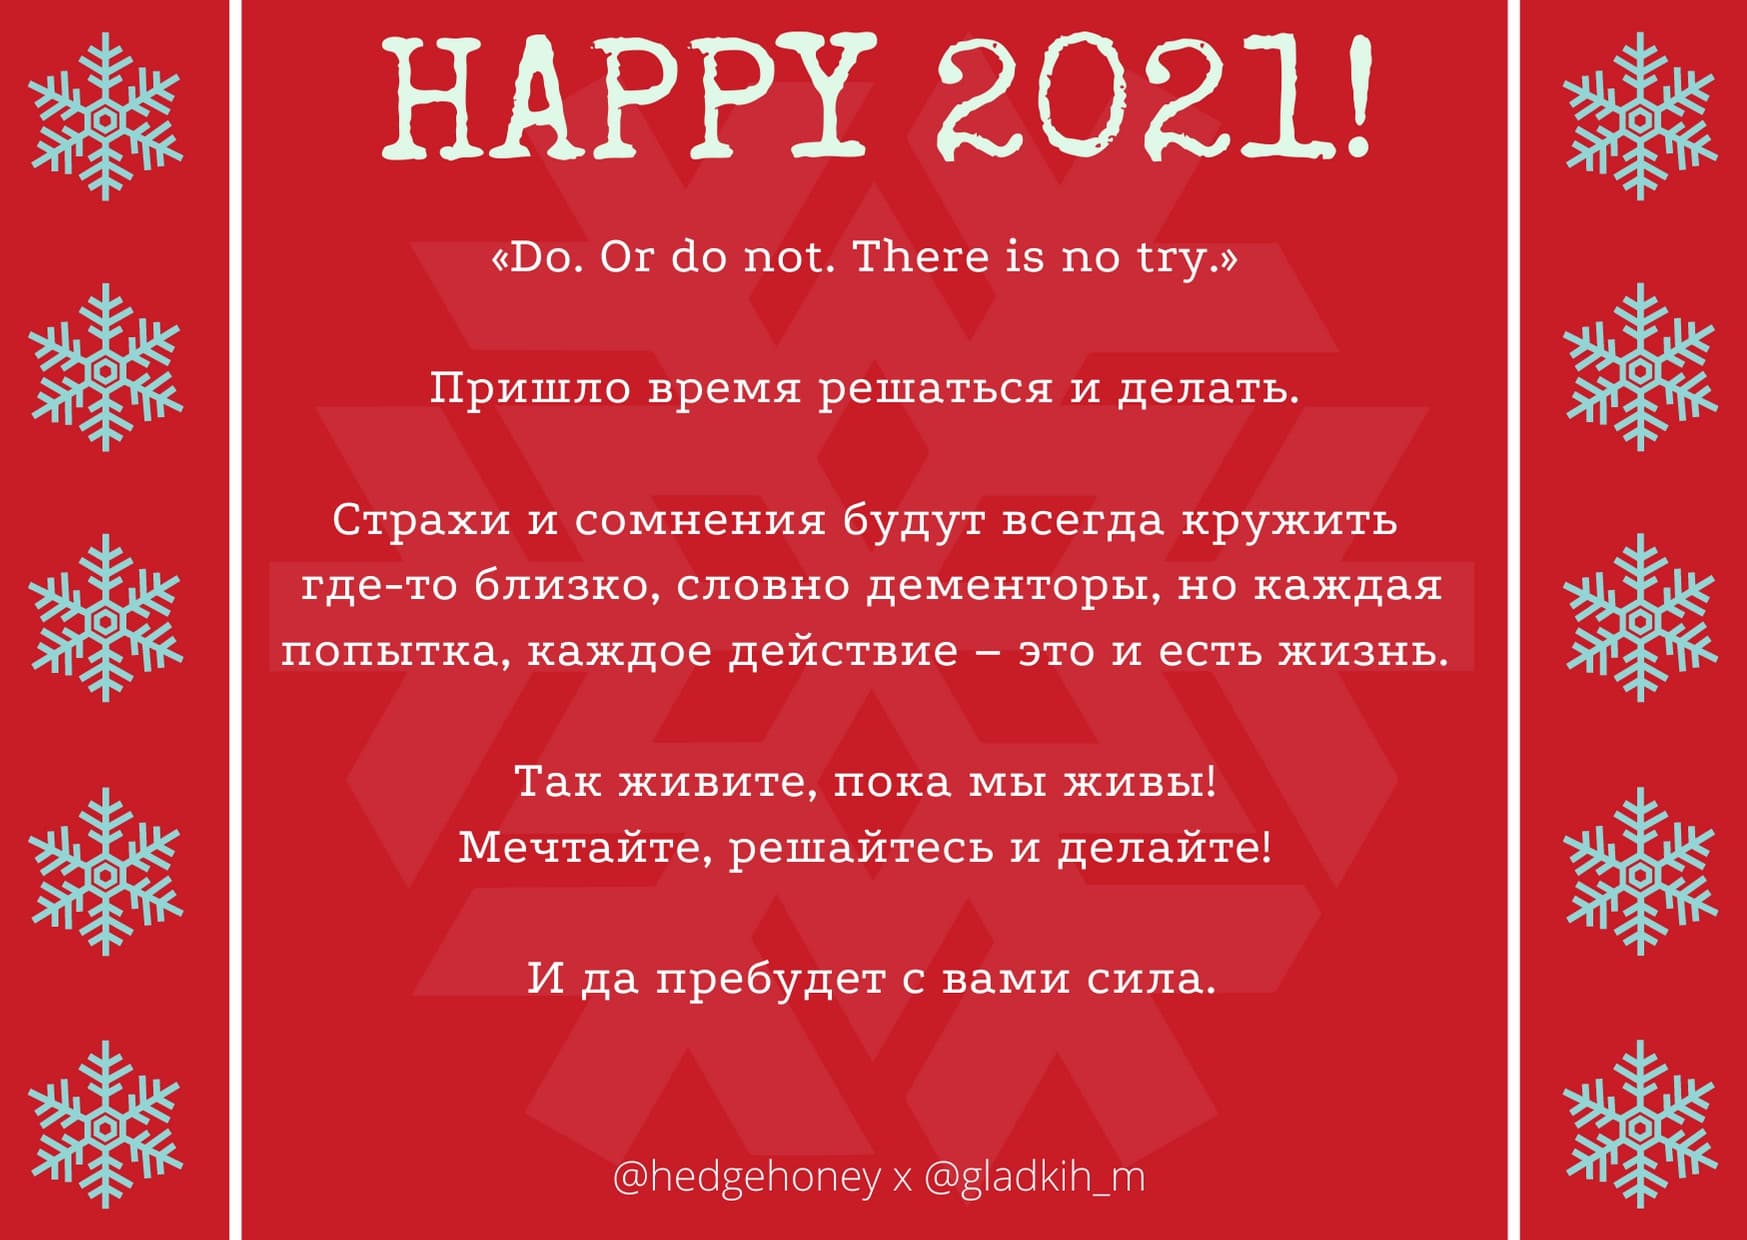 HAPPY 2021!
«Do. Or do not. There is no try.»
Пришло время решаться и делать.
Страхи и сомнения будут всегда кружить
где-то близко, словно дементоры, но каждая
попытка, каждое действие – это и есть жизнь.
Так живите, пока мы живы!
Мечтайте, решайтесь и делайте!
И да пребудет с вами сила.
@hedgehoney x @gladkih_m